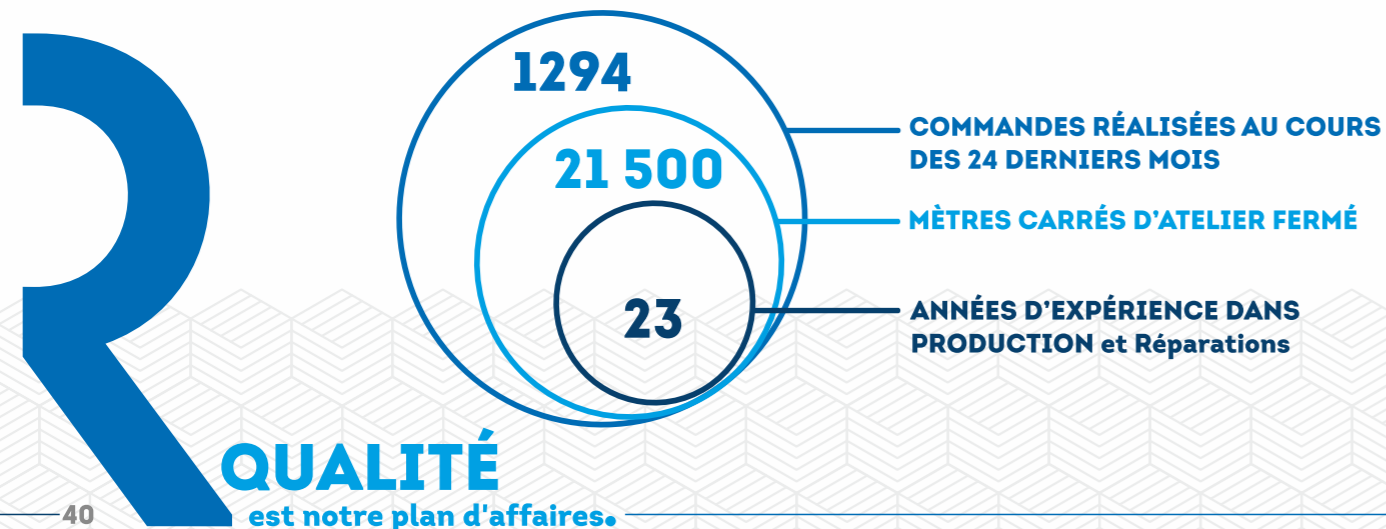 R
1294
21 500
23
COMMANDES RÉALISÉES AU COURS
DES 24 DERNIERS MOIS
MÈTRES CARRÉS D’ATELIER FERMÉ
ANNÉES D’EXPÉRIENCE DANS
PRODUCTION et Réparations
QUALITÉ
est notre plan d'affaires.
40